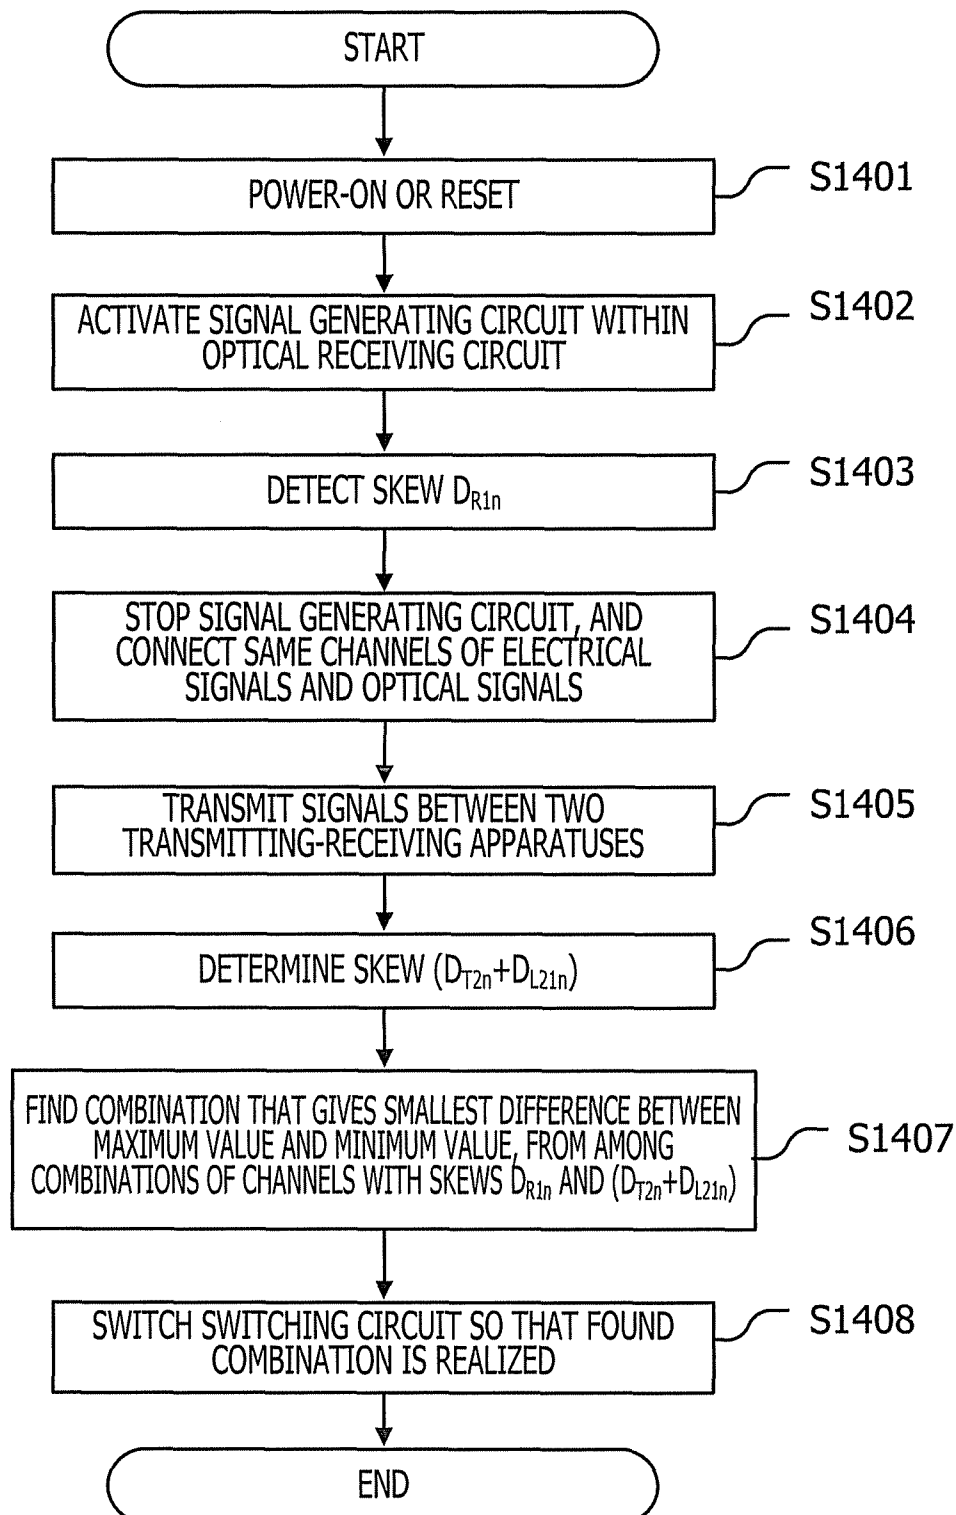 START
POWER-ON OR RESET
S1401
ACTIVATE SIGNAL GENERATING CIRCUIT WITHIN
OPTICAL RECEIVING CIRCUIT
S1402
DETECT SKEW DR1n
S1403
STOP SIGNAL GENERATING CIRCUIT, AND
CONNECT SAME CHANNELS OF ELECTRICAL
SIGNALS AND OPTICAL SIGNALS
S1404
TRANSMIT SIGNALS BETWEEN TWO
TRANSMITTING-RECEIVING APPARATUSES
S1405
DETERMINE SKEW (DT2n+DL21n)
S1406
FIND COMBINATION THAT GIVES SMALLEST DIFFERENCE BETWEEN
MAXIMUM VALUE AND MINIMUM VALUE, FROM AMONG
COMBINATIONS OF CHANNELS WITH SKEWS DR1n AND (DT2n+DL21n)
S1407
SWITCH SWITCHING CIRCUIT SO THAT FOUND
COMBINATION IS REALIZED
S1408
END